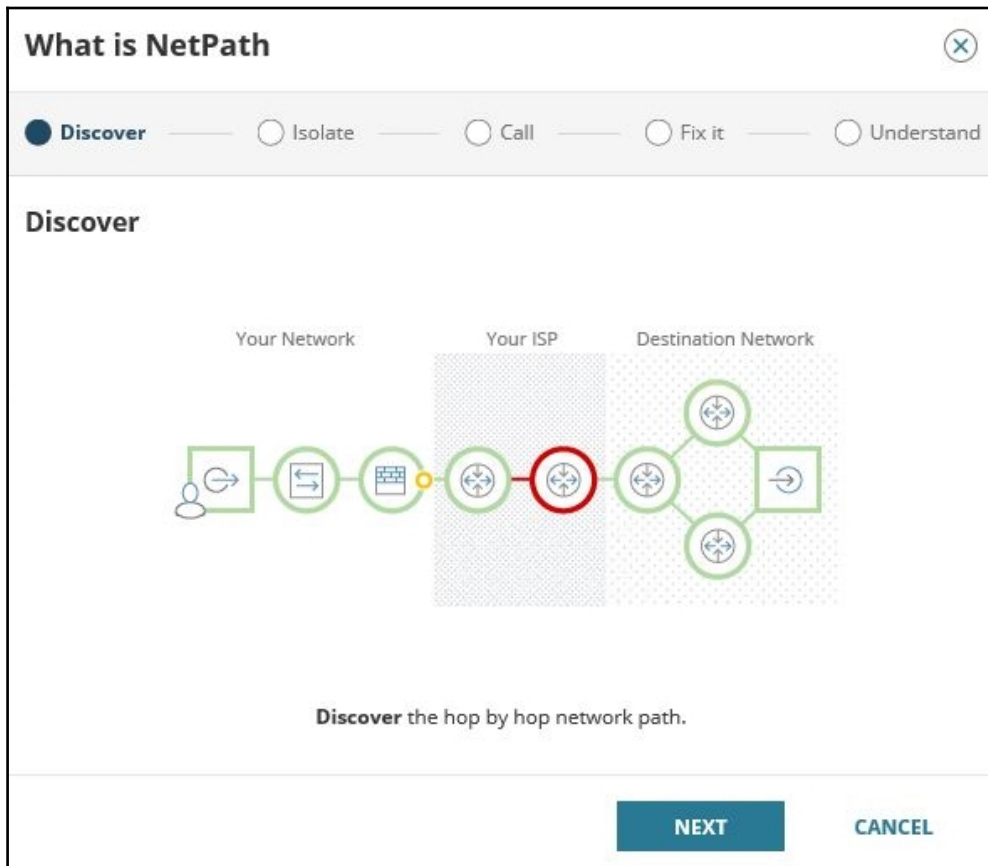 What is NetPath
Discover Isolate Call Fix it Understand
Discover
Your Network Your ISP Destination Network
Discover the hop by hop network path.
NEXT CANCEL